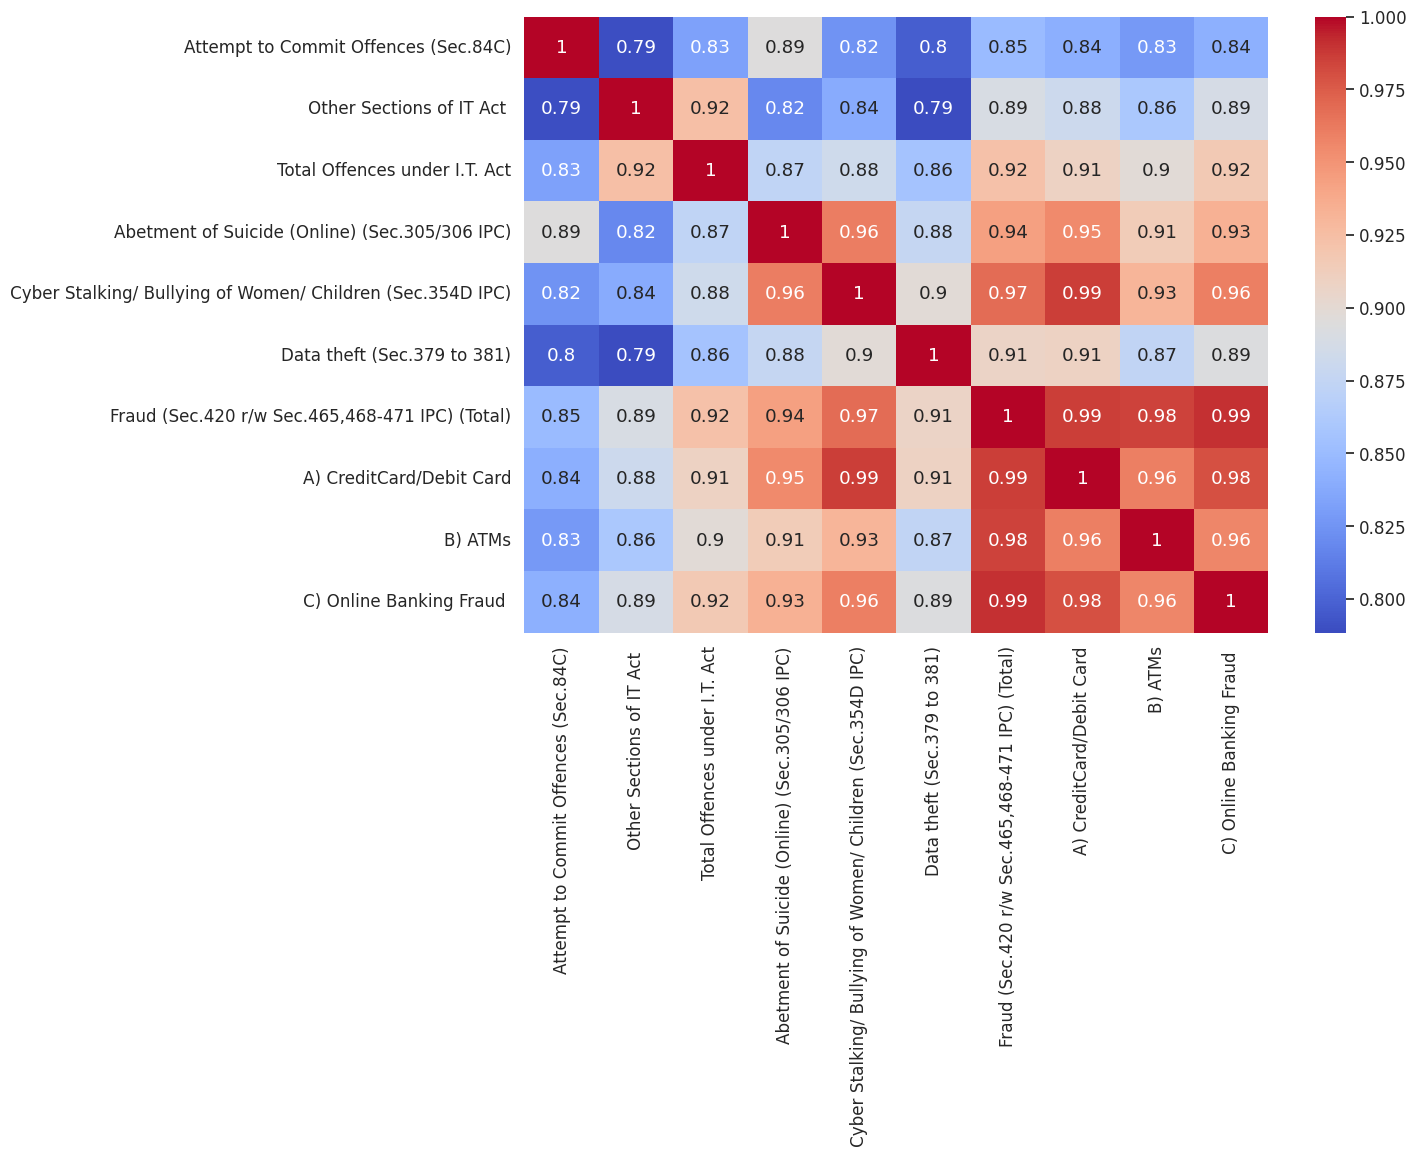 Attempt to Commit Offences (Sec.84C) 1 0.79 0.83 0.89 0.82 0.8 0.85 0.84 0.83 0.84
Other Sections of IT Act 0.79 1 0.92 0.82 0.84 0.79 0.89 0.88 0.86 0.89
Total Offences under I.T. Act 0.83 0.92 1 0.87 0.88 0.86 0.92 0.91 0.9 0.92
Abetment of Suicide (Online) (Sec.305/306 IPC) 0.89 0.82 0.87 1 0.96 0.88 0.94 0.95 0.91 0.93
Cyber Stalking/ Bullying of Women/ Children (Sec.354D IPC) 0.82 0.84 0.88 0.96 1 0.9 0.97 0.99 0.93 0.96
Data theft (Sec.379 to 381) 0.8 0.79 0.86 0.88 0.9 1 0.91 0.91 0.87 0.89
Fraud (Sec.420 r/w Sec.465,468-471 IPC) (Total) 0.85 0.89 0.92 0.94 0.97 0.91 1 0.99 0.98 0.99
A) CreditCard/Debit Card 0.84 0.88 0.91 0.95 0.99 0.91 0.99 1 0.96 0.98
B) ATMs 0.83 0.86 0.9 0.91 0.93 0.87 0.98 0.96 1 0.96
C) Online Banking Fraud 0.84 0.89 0.92 0.93 0.96 0.89 0.99 0.98 0.96 1
Attempt to Commit Offences (Sec.84C)
Other Sections of IT Act
Total Offences under I.T. Act
Abetment of Suicide (Online) (Sec.305/306 IPC)
Cyber Stalking/ Bullying of Women/ Children (Sec.354D IPC)
Data theft (Sec.379 to 381)
Fraud (Sec.420 r/w Sec.465,468-471 IPC) (Total)
A) CreditCard/Debit Card
B) ATMs
C) Online Banking Fraud
1.000
0.975
0.950
0.925
0.900
0.875
0.850
0.825
0.800